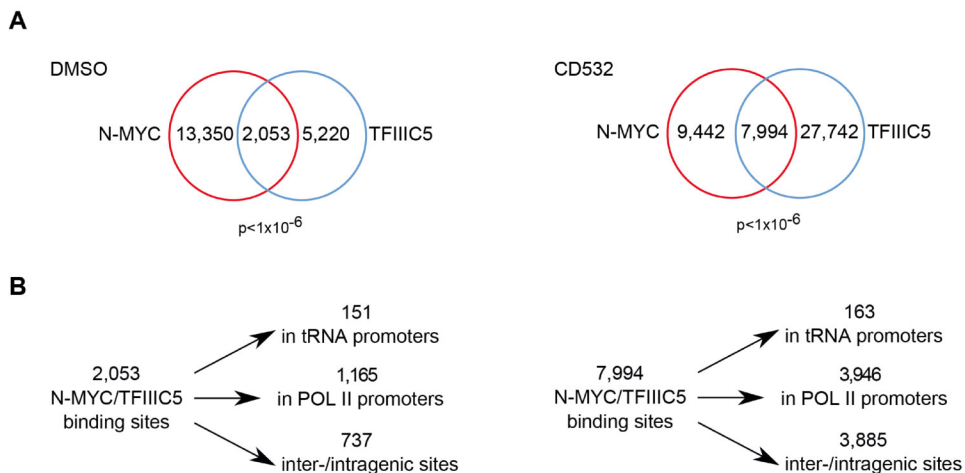 A
DMSO
N-MYC 13,350 2,053 5,220 TFIIIC5
p<1x10⁻⁶
CD532
N-MYC 9,442 7,994 27,742 TFIIIC5
p<1x10⁻⁶
B
2,053
N-MYC/TFIIIC5
binding sites
151
in tRNA promoters
1,165
in POL II promoters
737
inter-/intragenic sites
7,994
N-MYC/TFIIIC5
binding sites
163
in tRNA promoters
3,946
in POL II promoters
3,885
inter-/intragenic sites